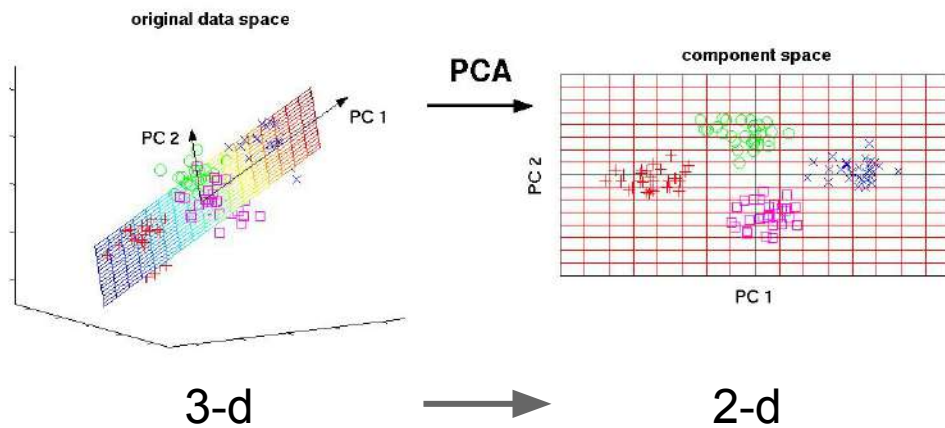 original data space
PCA
component space
PC 1
PC 2
PC 2
PC 1
3-d
2-d